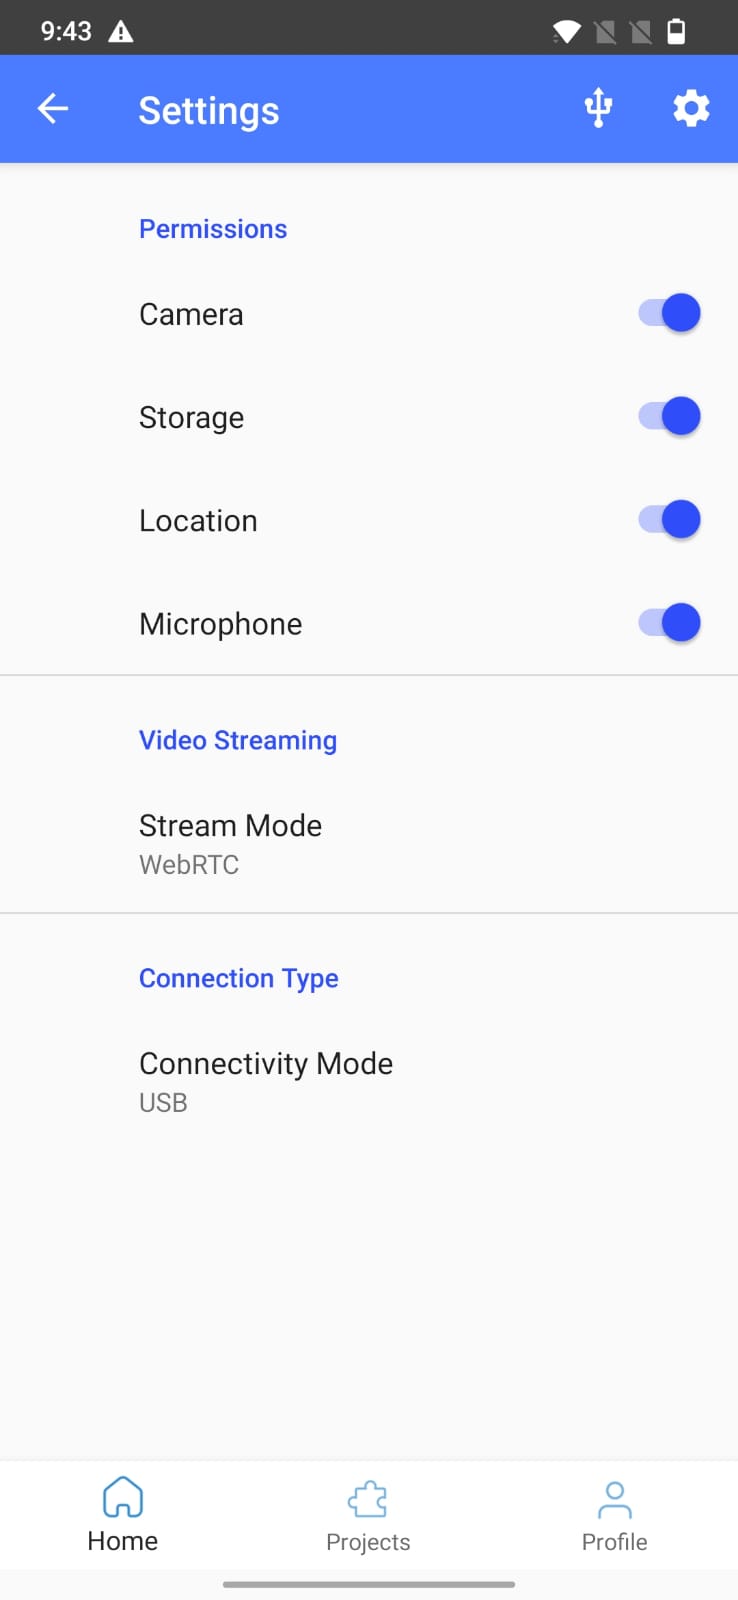 9:43
Settings
Permissions
Camera
Storage
Location
Microphone
Video Streaming
Stream Mode
WebRTC
Connection Type
Connectivity Mode
USB
Home
Projects
Profile